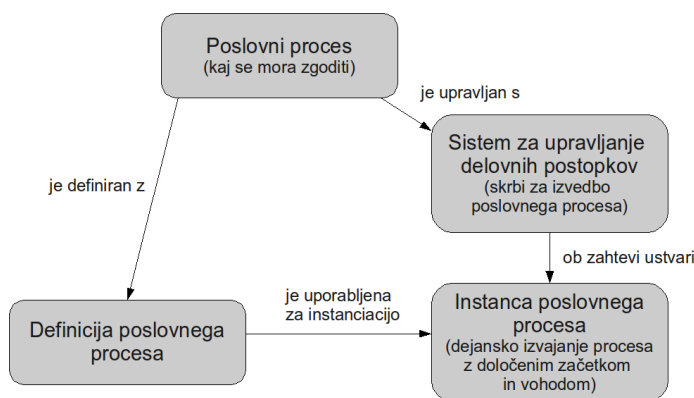 Poslovni proces
(kaj se mora zgoditi)
je upravljan s
Sistem za upravljanje
delovnih postopkov
(skrbi za izvedbo
poslovnega procesa)
je definiran z
ob zahtevi ustvari
je uporabljena
za instanciacijo
Definicija poslovnega
procesa
Instanca poslovnega
procesa
(dejansko izvajanje procesa
z določenim začetkom
in vohodom)